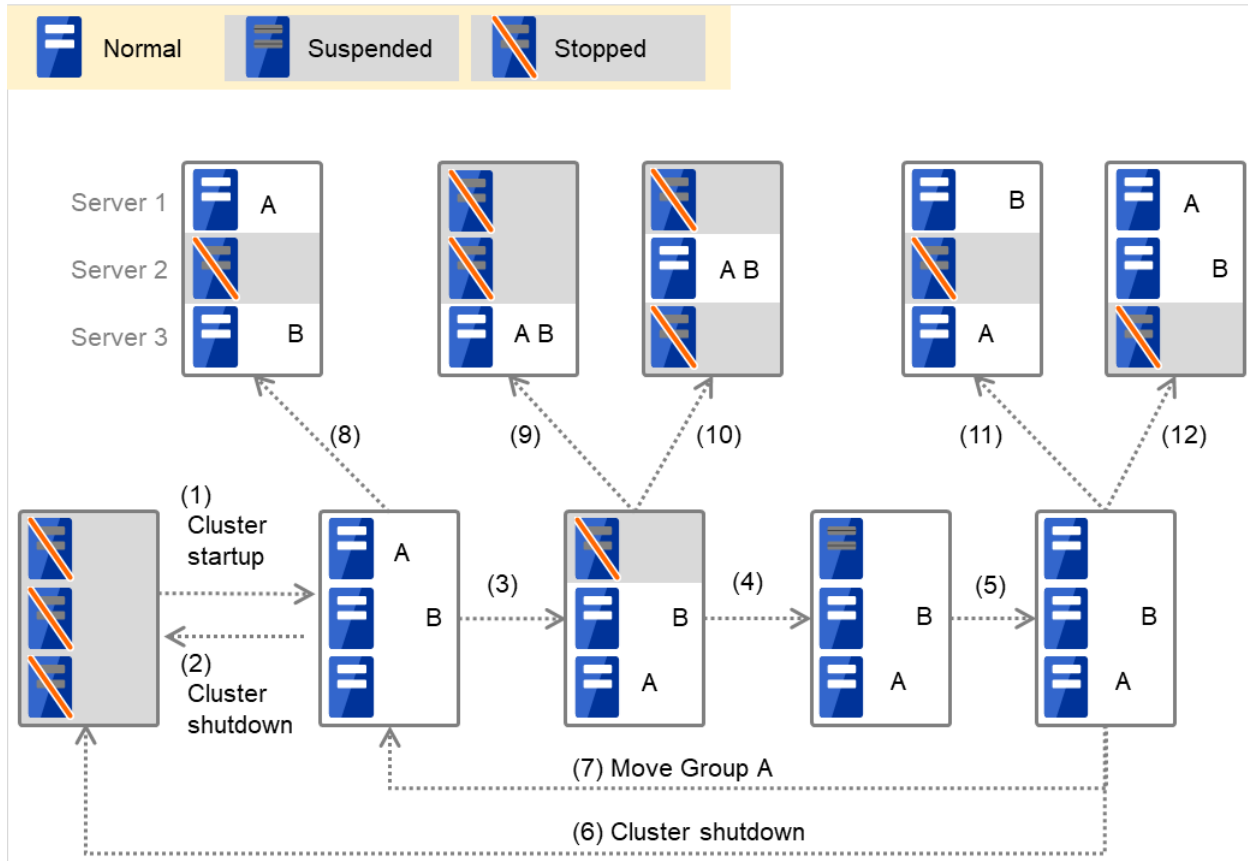 Normal Suspended Stopped
Server 1 A B A
Server 2 A B B
Server 3 B A B A
(8) (9) (10) (11) (12)
(1)
Cluster
startup
A
(3) (4) (5)
B B B B
(2)
Cluster
shutdown
A A A
(7) Move Group A
(6) Cluster shutdown